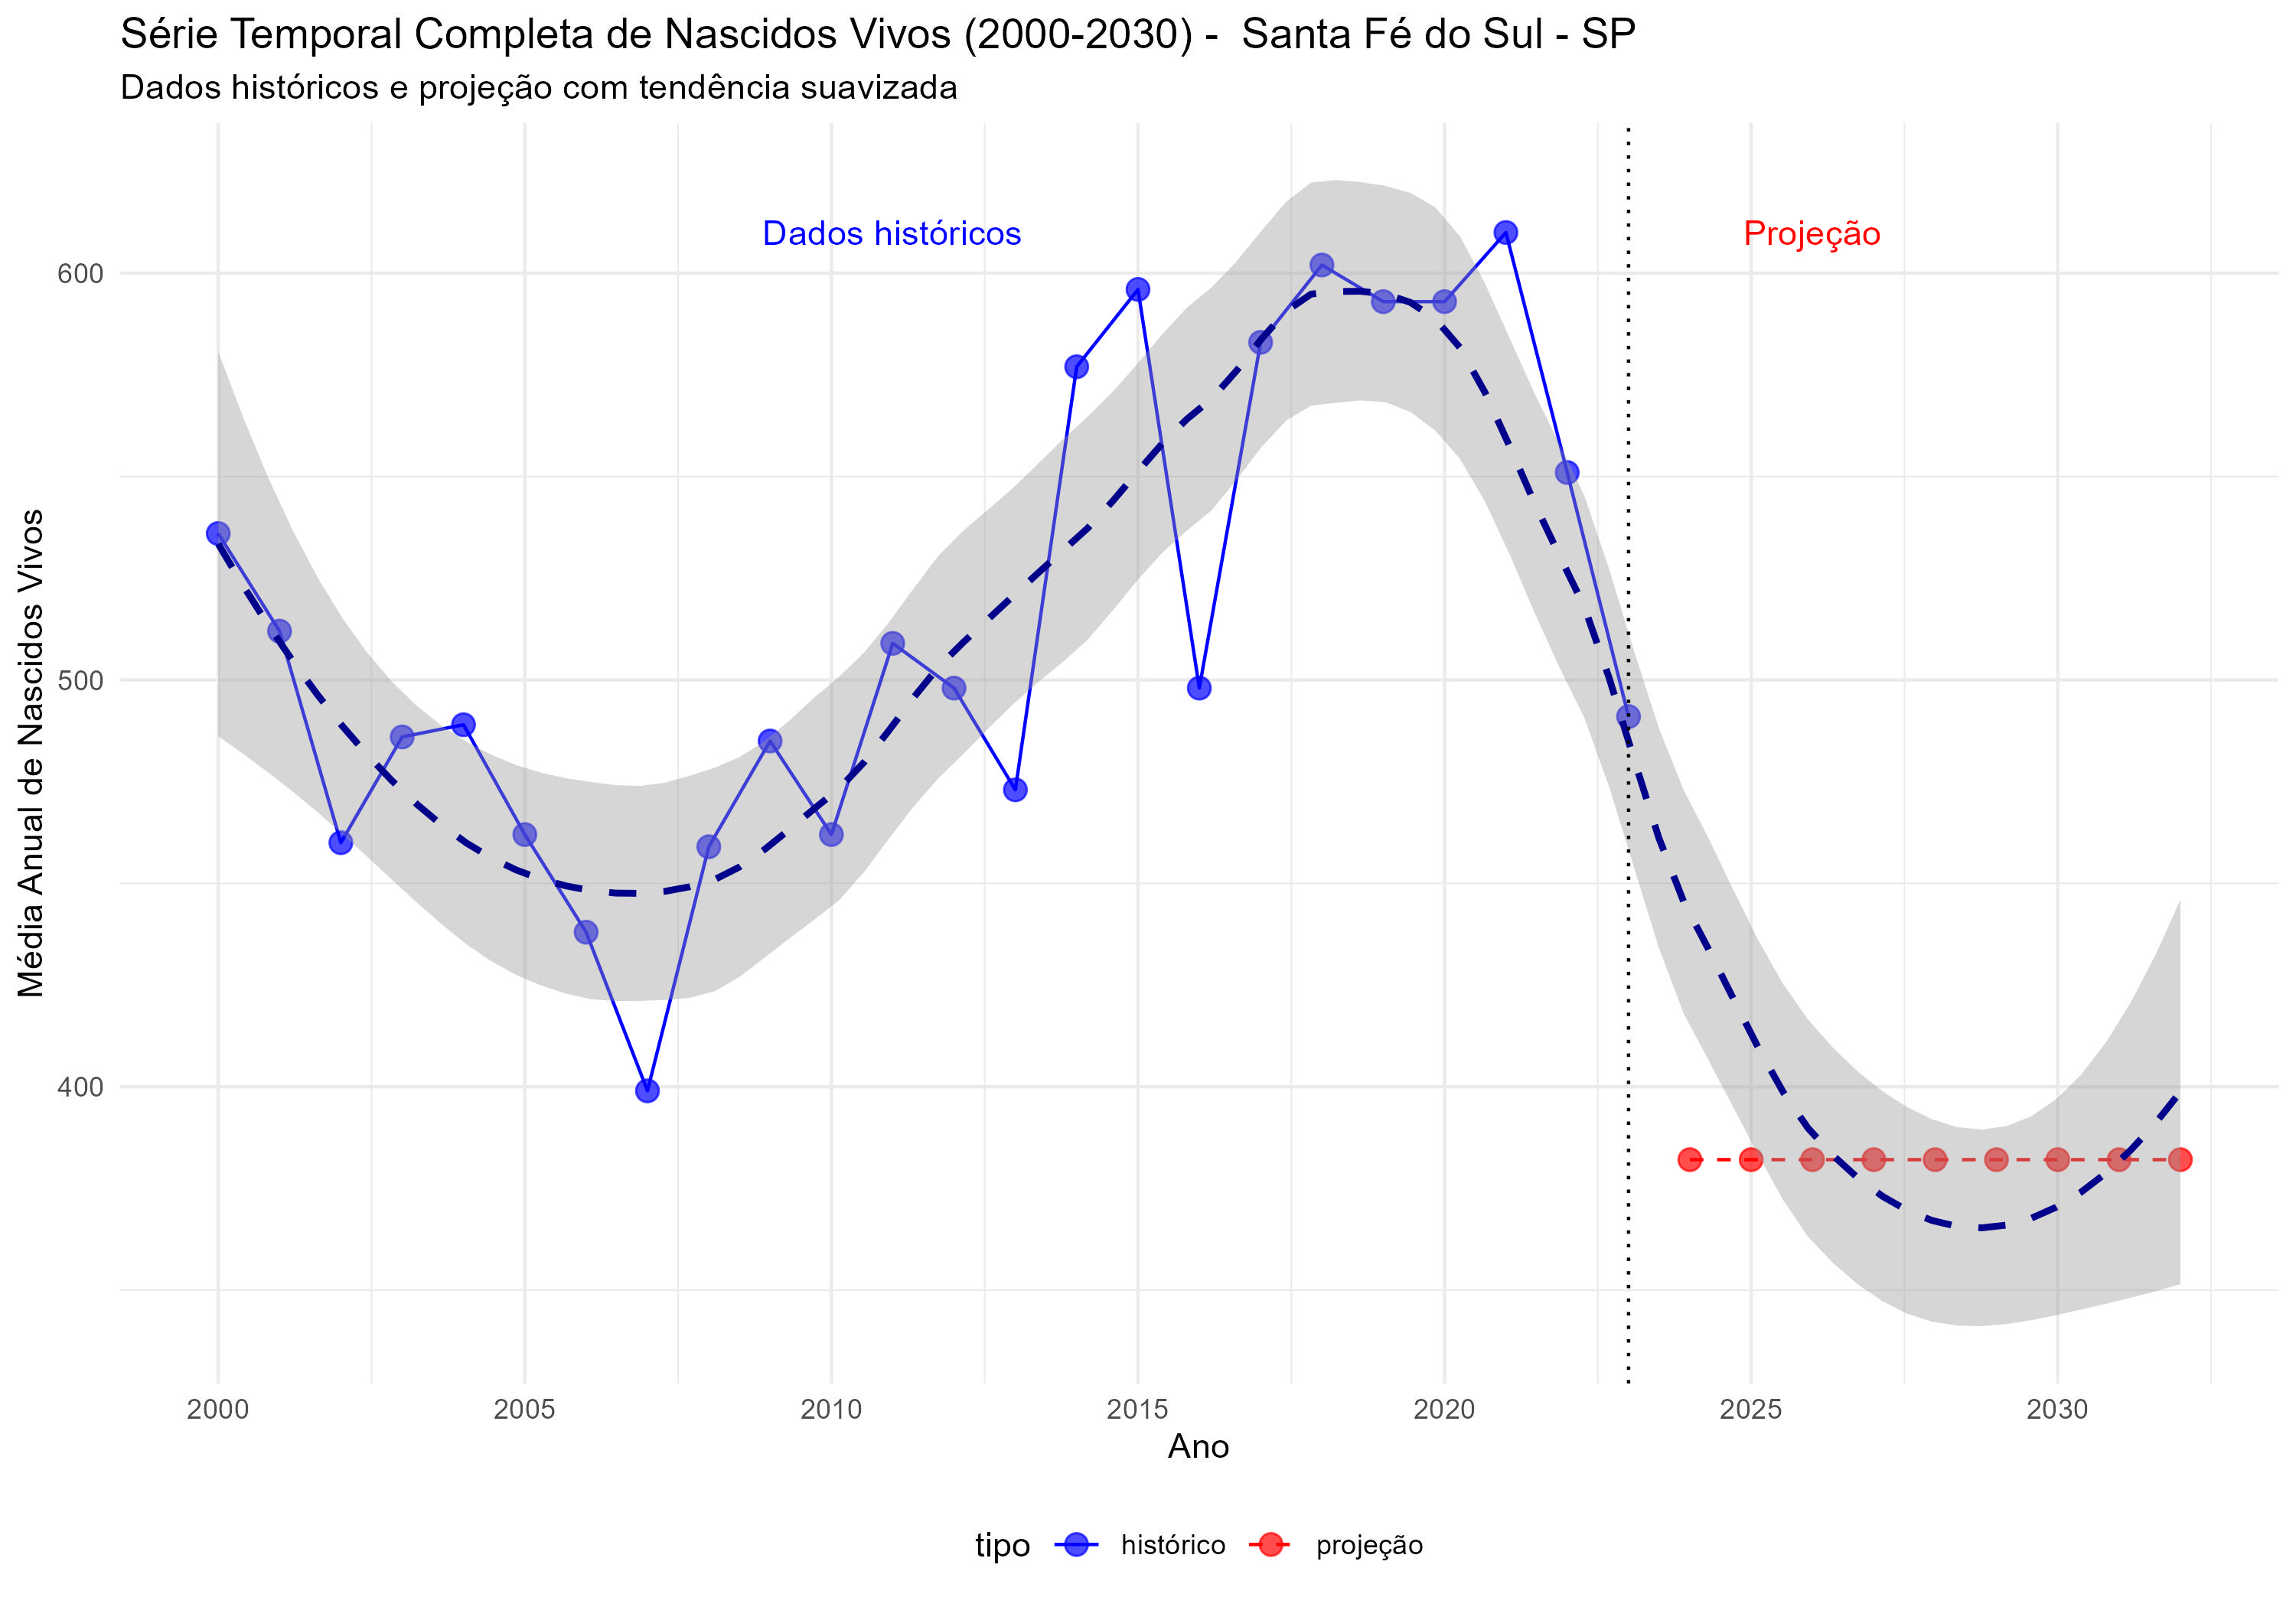 Série Temporal Completa de Nascidos Vivos (2000-2030) -  Santa Fé do Sul - SP
Dados históricos e projeção com tendência suavizada
Dados históricos
Projeção
Média Anual de Nascidos Vivos
600
500
400
2000
2005
2010
2015
2020
2025
2030
Ano
tipo
histórico
projeção